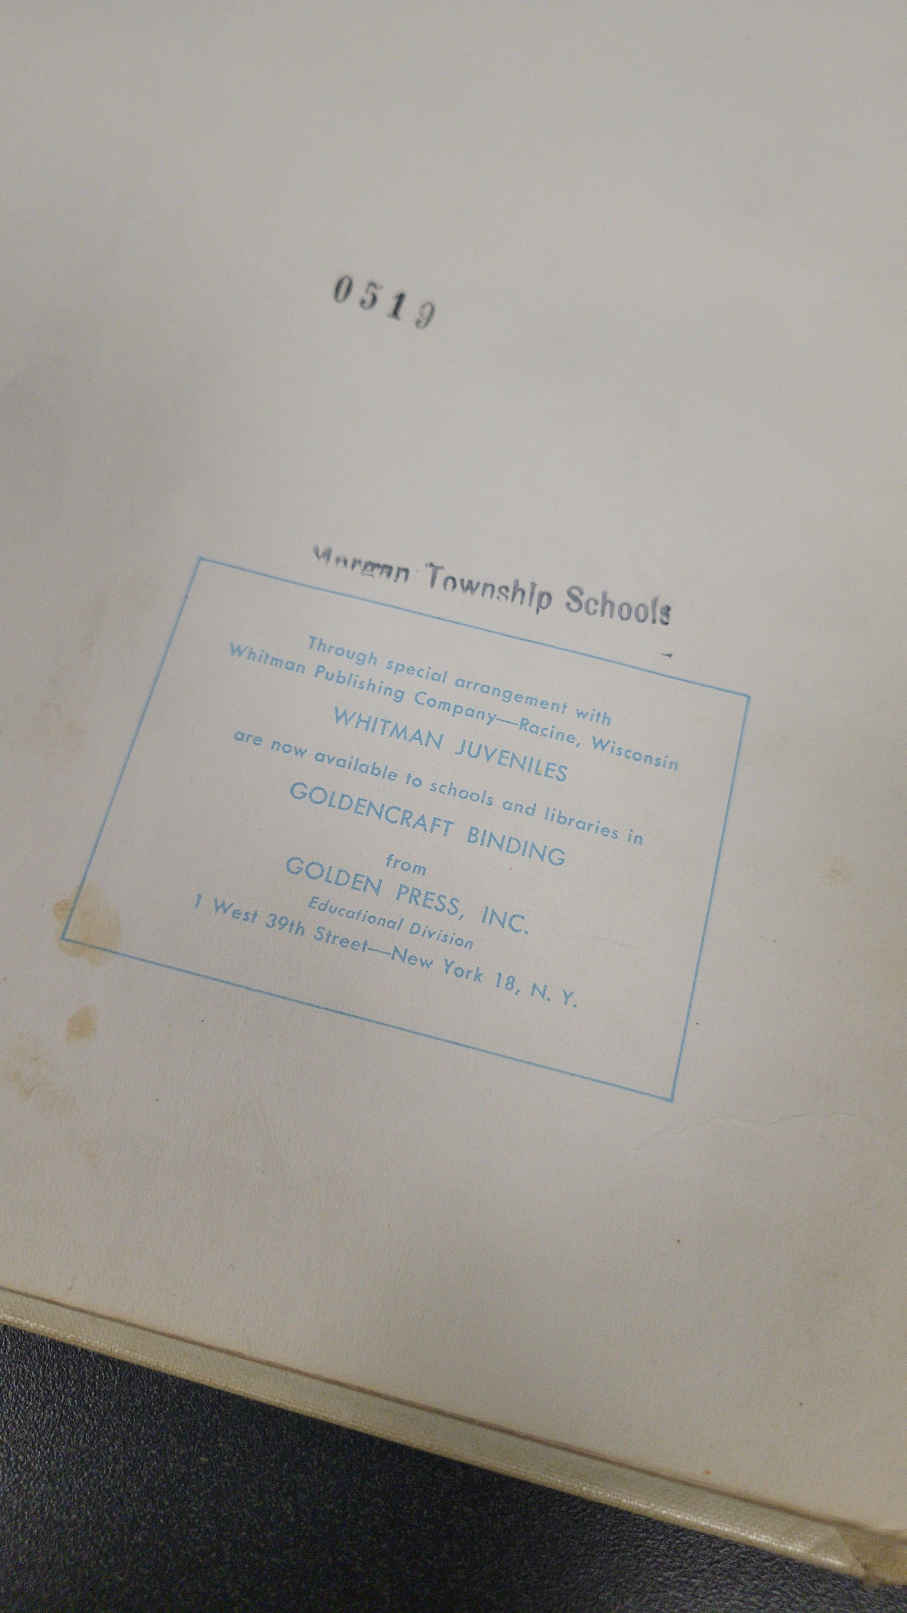 0519
Morgan Township Schools
Through special arrangement with
Whitman Publishing Company—Racine, Wisconsin
WHITMAN JUVENILES
are now available to schools and libraries in
GOLDENCRAFT BINDING
from
GOLDEN PRESS, INC.
Educational Division
1 West 39th Street—New York 18, N. Y.